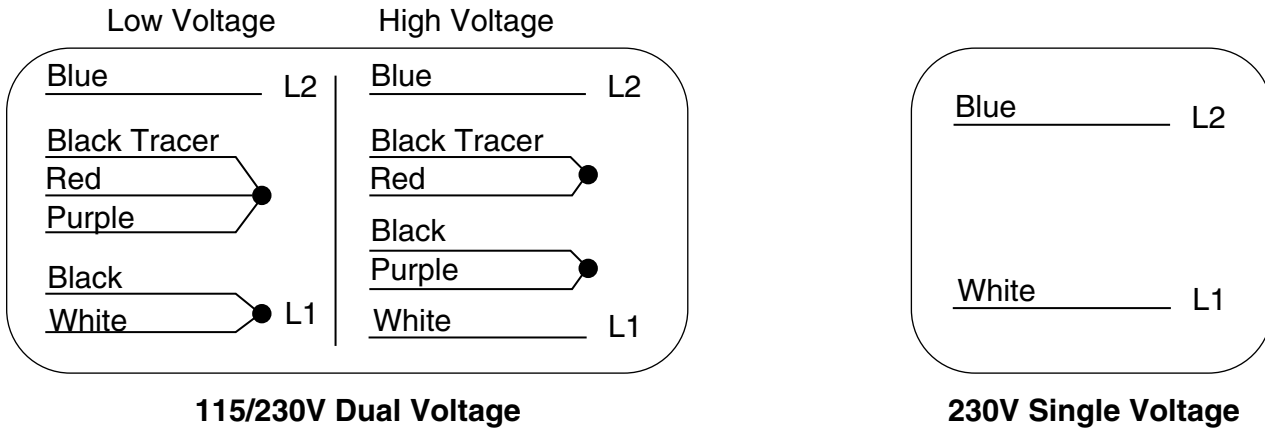 Low Voltage
High Voltage
Blue
L2
Black Tracer
Red
Purple
Black
White
L1
Blue
L2
Black Tracer
Red
Black
Purple
White
L1
115/230V Dual Voltage
Blue
L2
White
L1
230V Single Voltage